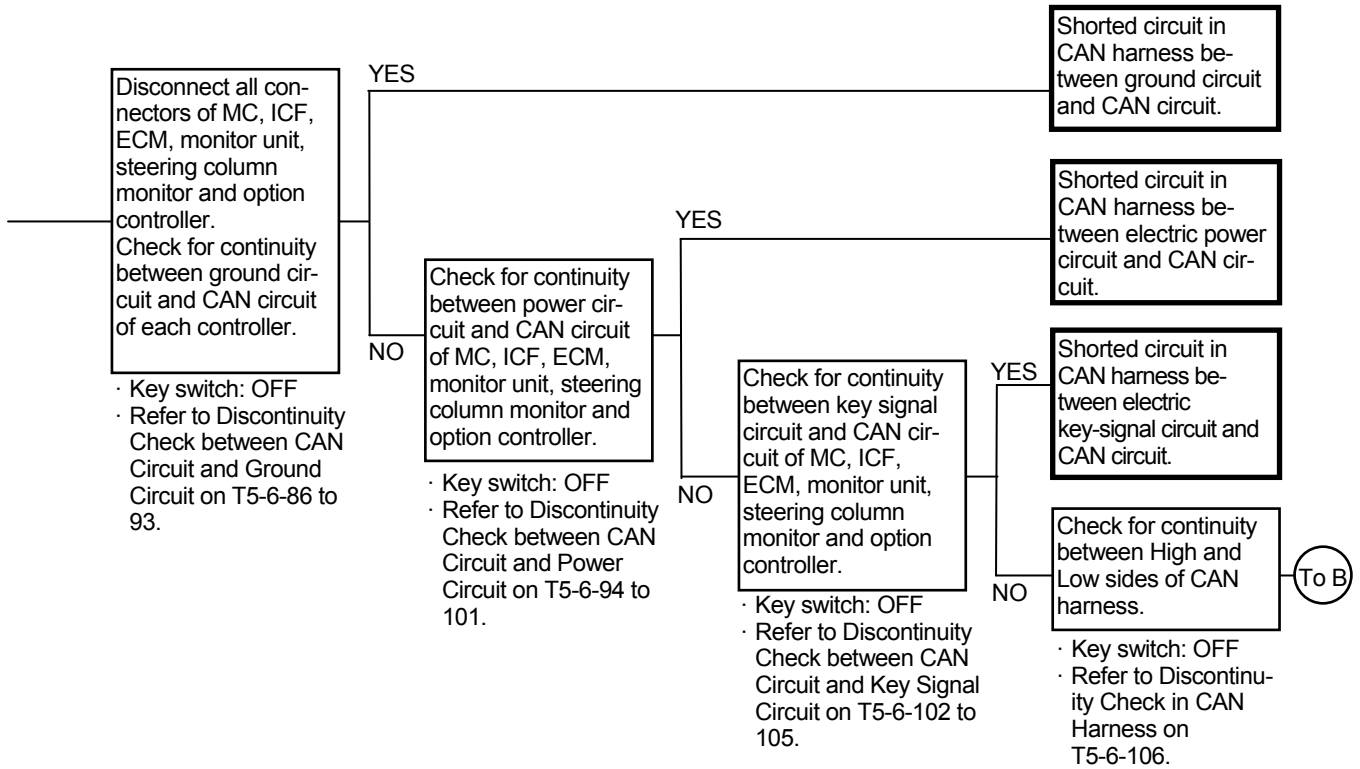 Disconnect all con-
nectors of MC, ICF,
ECM, monitor unit,
steering column
monitor and option
controller.
Check for continuity
between ground cir-
cuit and CAN circuit
of each controller.
· Key switch: OFF
· Refer to Discontinuity
Check between CAN
Circuit and Ground
Circuit on T5-6-86 to
93.
YES
Shorted circuit in
CAN harness be-
tween ground circuit
and CAN circuit.
NO
Check for continuity
between power cir-
cuit and CAN circuit
of MC, ICF, ECM,
monitor unit, steering
column monitor and
option controller.
· Key switch: OFF
· Refer to Discontinuity
Check between CAN
Circuit and Power
Circuit on T5-6-94 to
101.
YES
Shorted circuit in
CAN harness be-
tween electric power
circuit and CAN cir-
cuit.
NO
Check for continuity
between key signal
circuit and CAN cir-
cuit of MC, ICF,
ECM, monitor unit,
steering column
monitor and option
controller.
· Key switch: OFF
· Refer to Discontinuity
Check between CAN
Circuit and Key Signal
Circuit on T5-6-102 to
105.
YES
Shorted circuit in
CAN harness be-
tween electric
key-signal circuit and
CAN circuit.
NO
Check for continuity
between High and
Low sides of CAN
harness.
· Key switch: OFF
· Refer to Discontinu-
ity Check in CAN
Harness on
T5-6-106.
To B